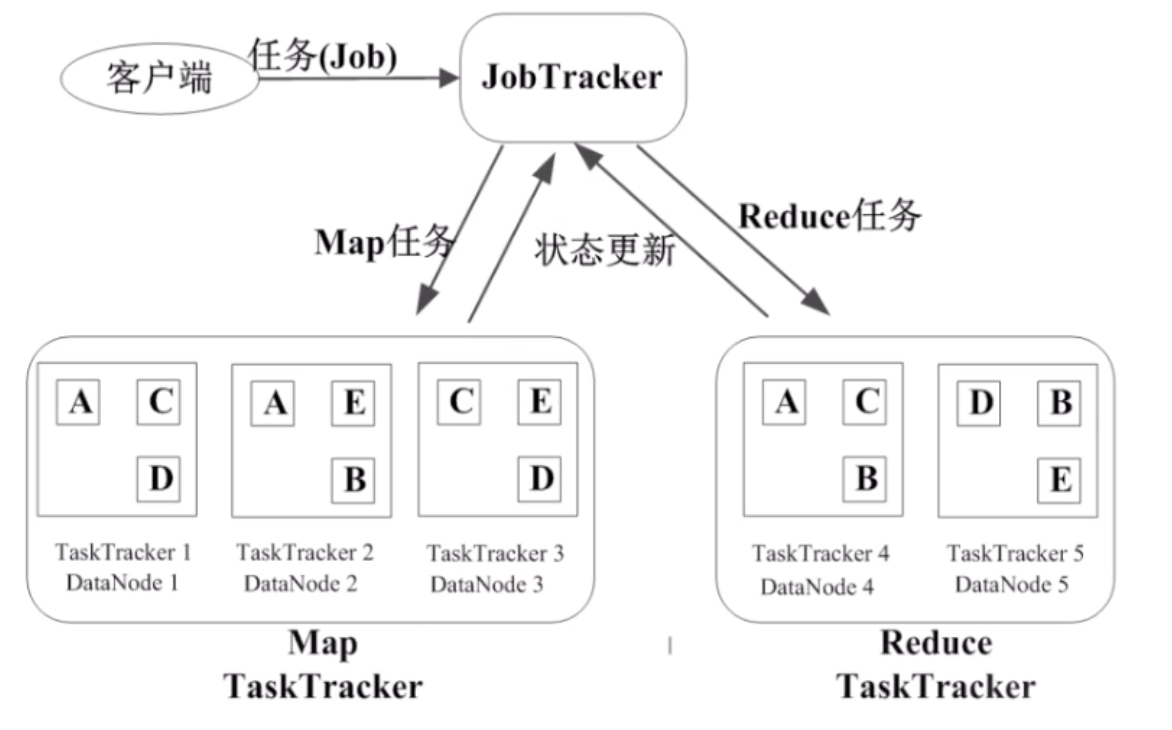 任务(Job)
客户端
JobTracker
Reduce任务
Map任务
状态更新
A C
D
A E
B
C E
D
A C
B
D B
E
TaskTracker 1
DataNode 1
TaskTracker 2
DataNode 2
TaskTracker 3
DataNode 3
TaskTracker 4
DataNode 4
TaskTracker 5
DataNode 5
Map
TaskTracker
Reduce
TaskTracker